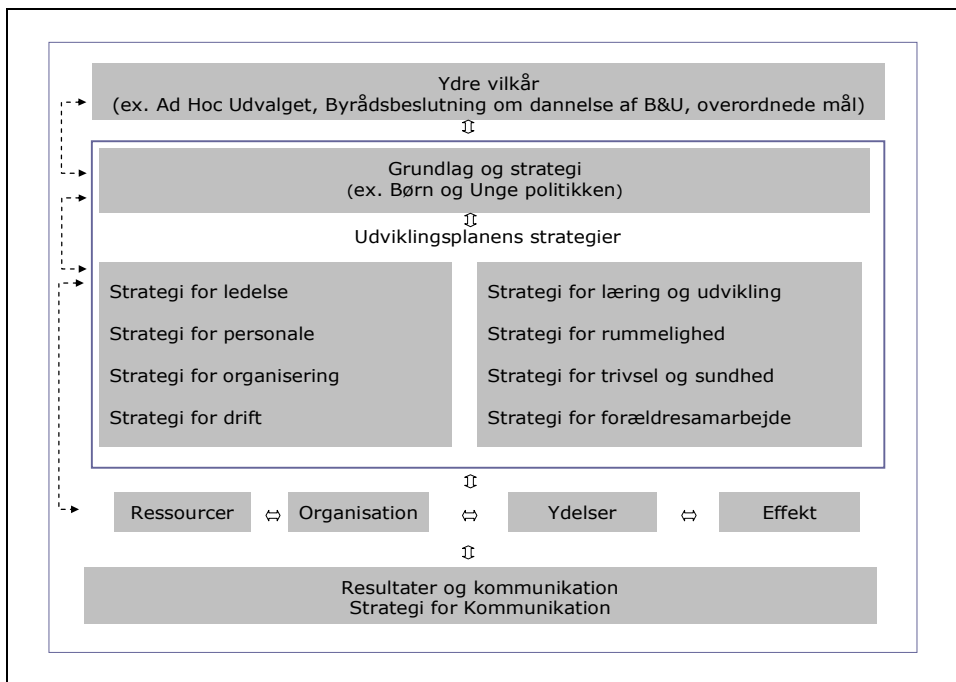 Ydre vilkår
(ex. Ad Hoc Udvalget, Byrådsbeslutning om dannelse af B&U, overordnede mål)
Grundlag og strategi
(ex. Børn og Unge politikken)
Udviklingsplanens strategier
Strategi for ledelse
Strategi for personale
Strategi for organisering
Strategi for drift
Strategi for læring og udvikling
Strategi for rummelighed
Strategi for trivsel og sundhed
Strategi for forældresamarbejde
Ressourcer
Organisation
Ydelser
Effekt
Resultater og kommunikation
Strategi for Kommunikation